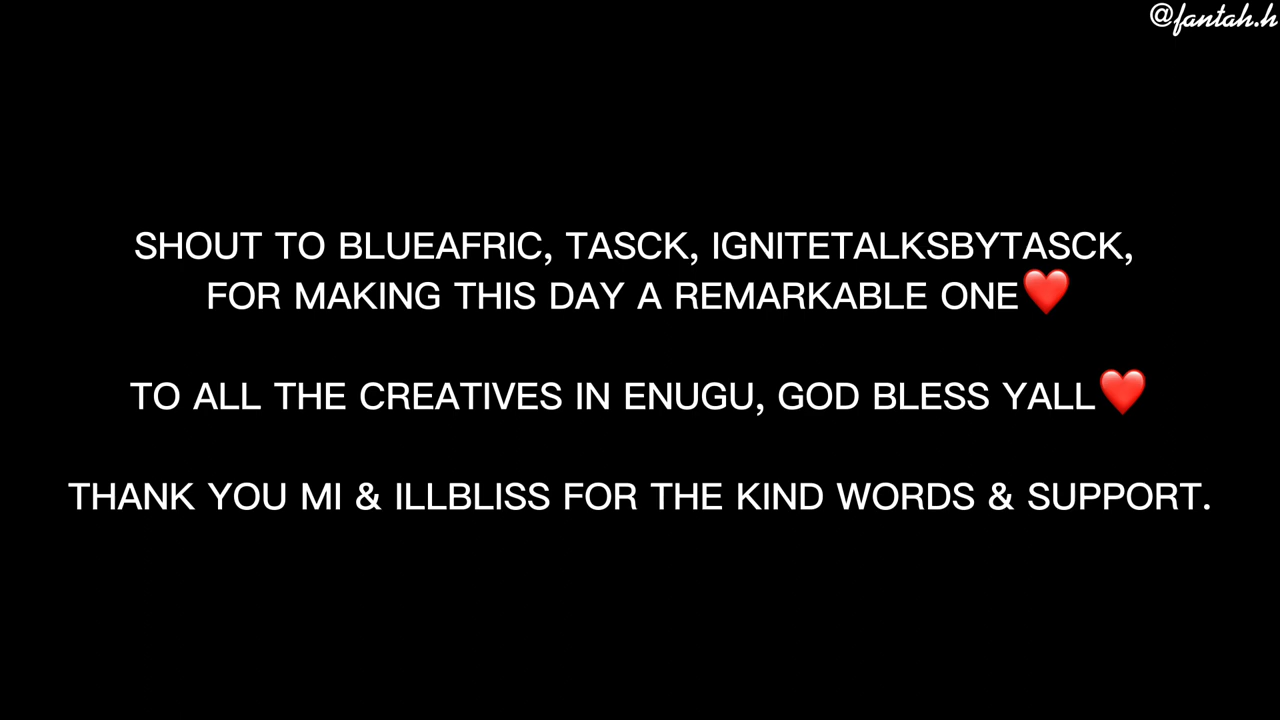 @fantah.h
SHOUT TO BLUEAFRIC, TASCK, IGNITETALKSBYTASCK,
FOR MAKING THIS DAY A REMARKABLE ONE❤️
TO ALL THE CREATIVES IN ENUGU, GOD BLESS YALL❤️
THANK YOU MI & ILLBLISS FOR THE KIND WORDS & SUPPORT.